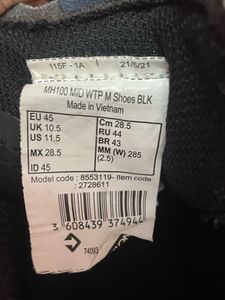 115F - 1A 21/5/21
MH100 MID WTP M Shoes BLK
Made in Vietnam
EU 45 Cm 28.5
UK 10.5 RU 44
US 11.5 BR 43
MX 28.5 MM (W) 285
ID 45 (2.5)
Model code : 8553119- Item code
: 2728611
3 608439 374944
74093